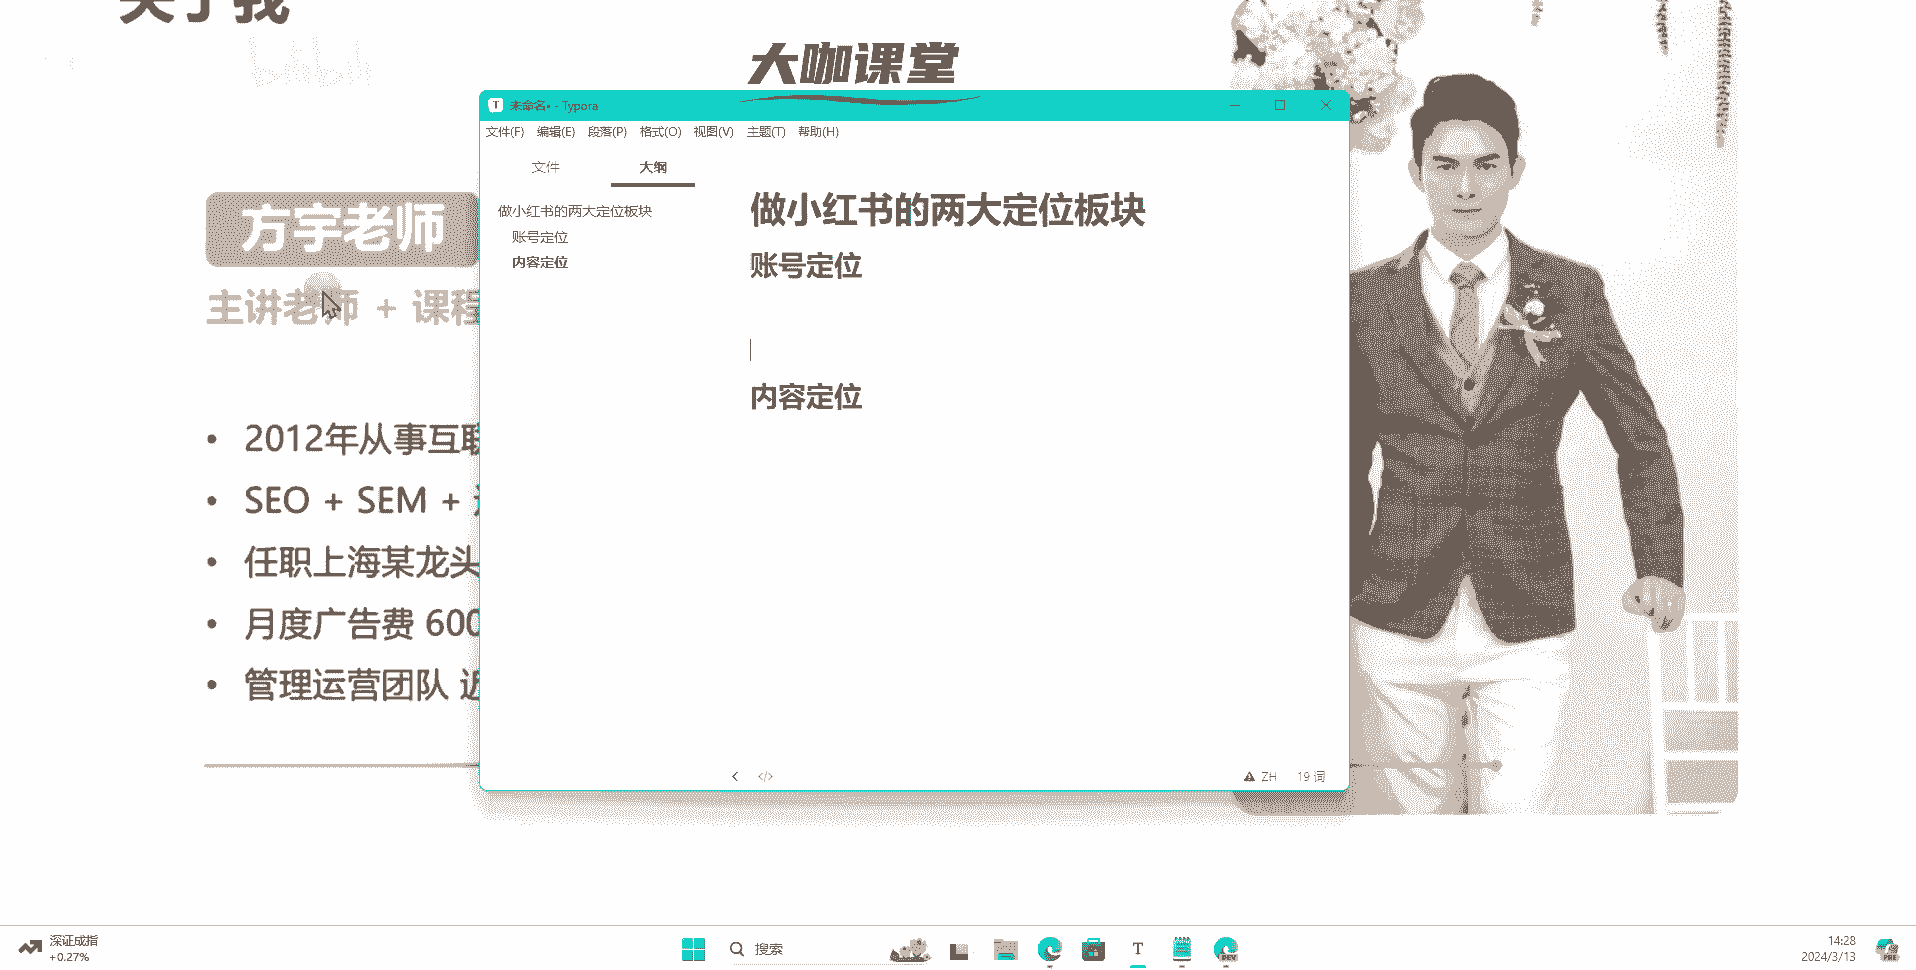 关于我
大咖课堂
方宇老师
主讲老师 + 课程
2012年从事互联
SEO + SEM +
任职上海某龙头
月度广告费 600
管理运营团队 近
未命名• - Typora
文件(F) 编辑(E) 段落(P) 格式(O) 视图(V) 主题(T) 帮助(H)
文件 大纲
做小红书的两大定位板块
账号定位
内容定位
做小红书的两大定位板块
账号定位
内容定位
ZH 19 词
深证成指
+0.27%
搜索
T
DEV
14:28
2024/3/13
PRE